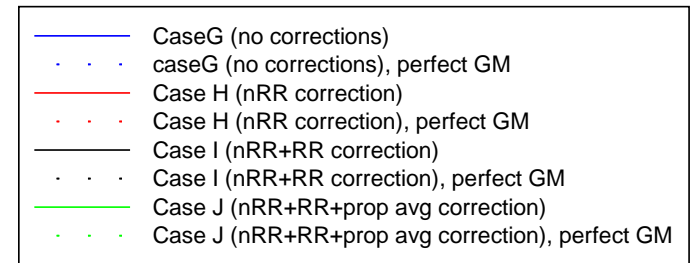 CaseG (no corrections)
caseG (no corrections), perfect GM
Case H (nRR correction)
Case H (nRR correction), perfect GM
Case I (nRR+RR correction)
Case I (nRR+RR correction), perfect GM
Case J (nRR+RR+prop avg correction)
Case J (nRR+RR+prop avg correction), perfect GM